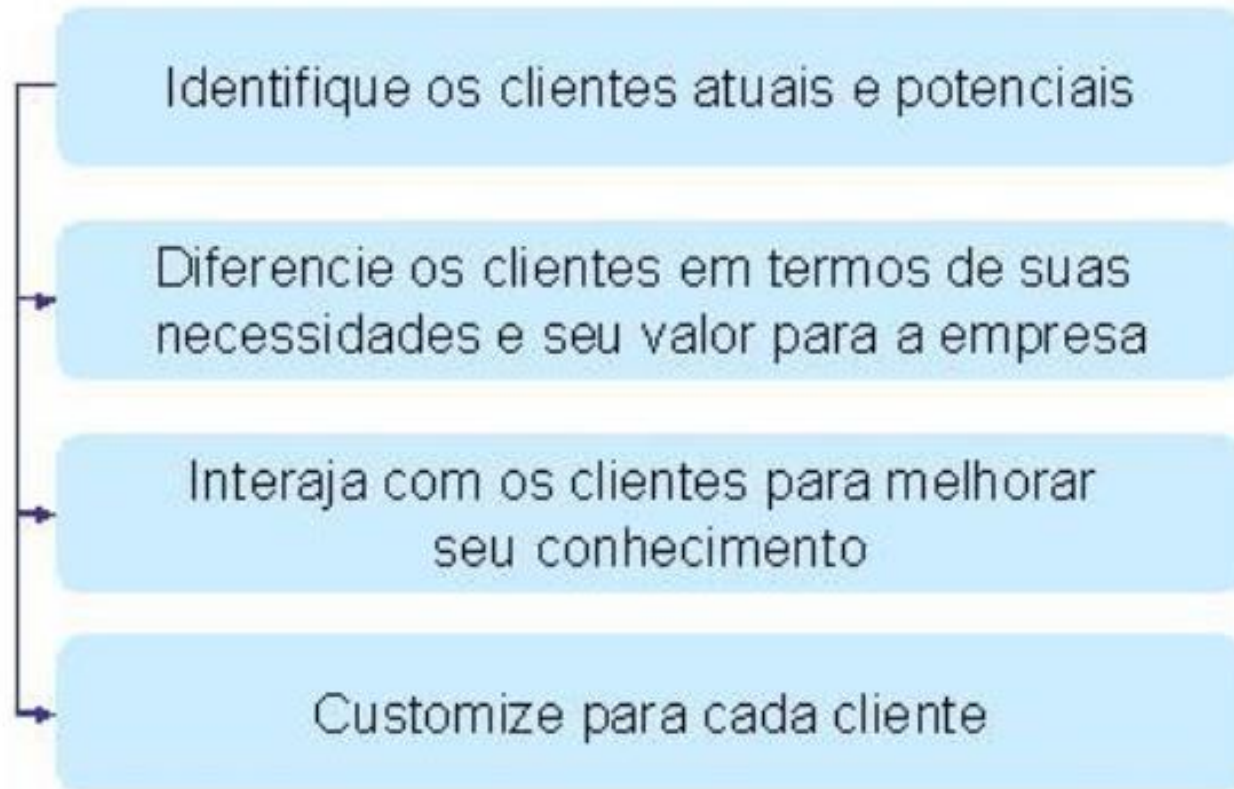 Identifique os clientes atuais e potenciais
Diferencie os clientes em termos de suas
necessidades e seu valor para a empresa
Interaja com os clientes para melhorar
seu conhecimento
Customize para cada cliente